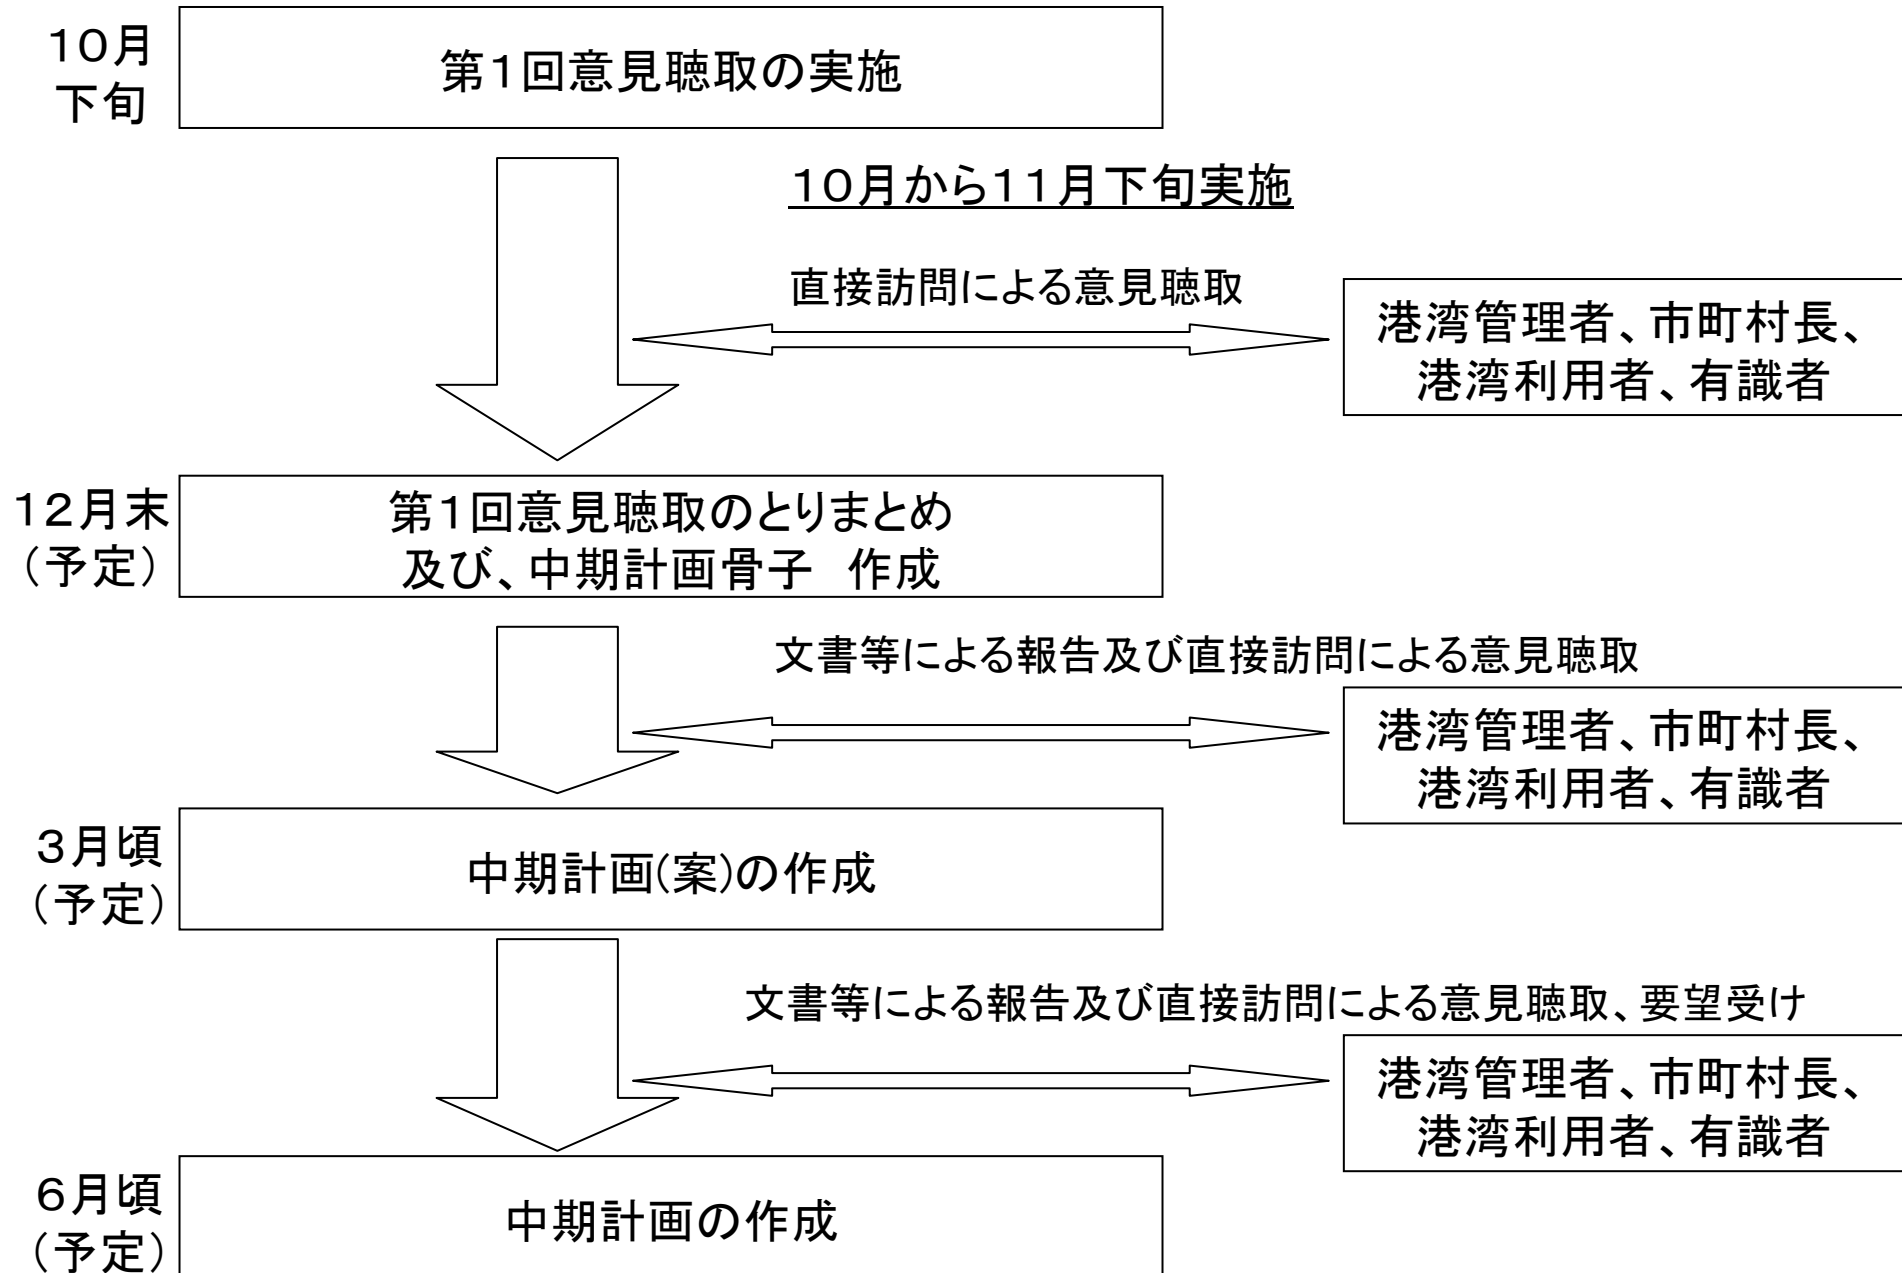 10月
下旬
第1回意見聴取の実施
10月から11月下旬実施
直接訪問による意見聴取
港湾管理者、市町村長、
港湾利用者、有識者
12月末
(予定)
第1回意見聴取のとりまとめ
及び、中期計画骨子　作成
文書等による報告及び直接訪問による意見聴取
港湾管理者、市町村長、
港湾利用者、有識者
3月頃
(予定)
中期計画(案)の作成
文書等による報告及び直接訪問による意見聴取、要望受け
港湾管理者、市町村長、
港湾利用者、有識者
6月頃
(予定)
中期計画の作成